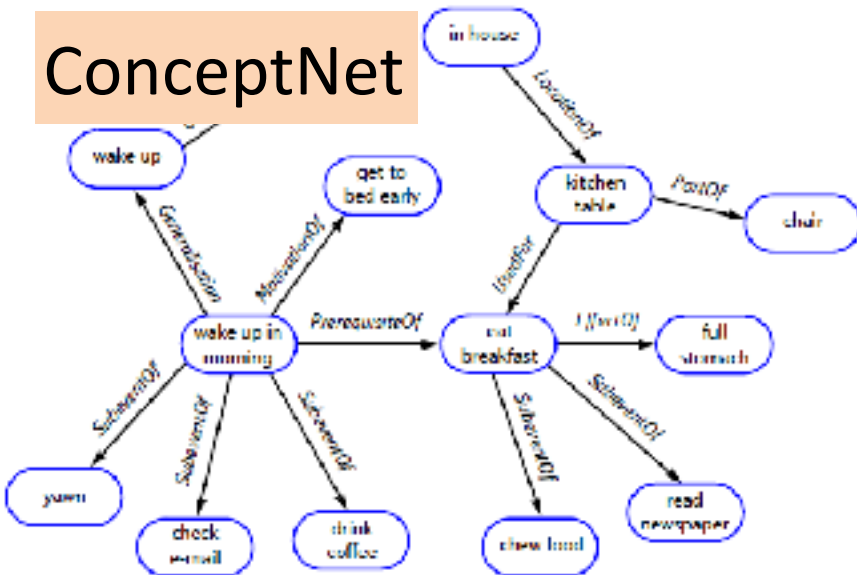 ConceptNet
in house
LocationOf
wake up
get to
bed early
kitchen
table
PartOf
chair
Generalisation
MotivationOf
UsedFor
wake up in
morning
PrerequisiteOf
eat
breakfast
EffectOf
full
stomach
SubeventOf
SubeventOf
SubeventOf
SubeventOf
SubeventOf
yawn
check
e-mail
drink
coffee
chew food
read
newspaper